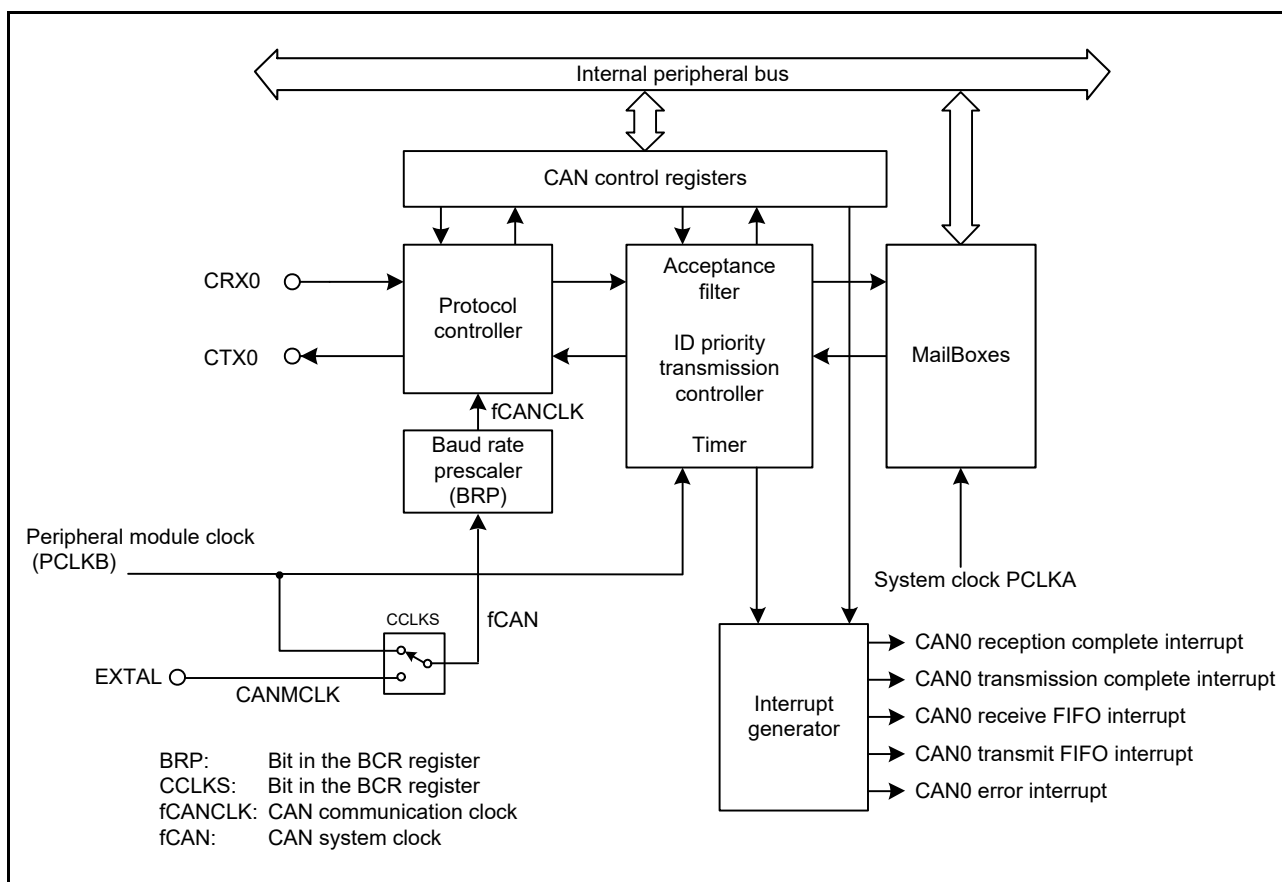 Internal peripheral bus
CAN control registers
CRX0
CTX0
Protocol
controller
Acceptance
filter
ID priority
transmission
controller
Timer
MailBoxes
fCANCLK
Baud rate
prescaler
(BRP)
Peripheral module clock
(PCLKB)
System clock PCLKA
CCLKS
fCAN
EXTAL
CANMCLK
Interrupt
generator
CAN0 reception complete interrupt
CAN0 transmission complete interrupt
CAN0 receive FIFO interrupt
CAN0 transmit FIFO interrupt
CAN0 error interrupt
BRP: Bit in the BCR register
CCLKS: Bit in the BCR register
fCANCLK: CAN communication clock
fCAN: CAN system clock